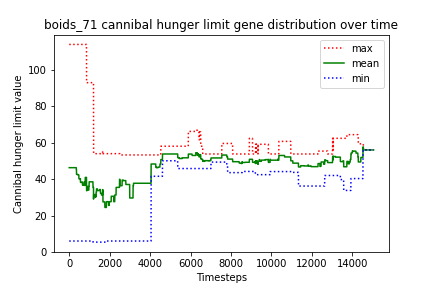 boids_71 cannibal hunger limit gene distribution over time
max
mean
min
Cannibal hunger limit value
100
80
60
40
20
0
0 2000 4000 6000 8000 10000 12000 14000
Timesteps